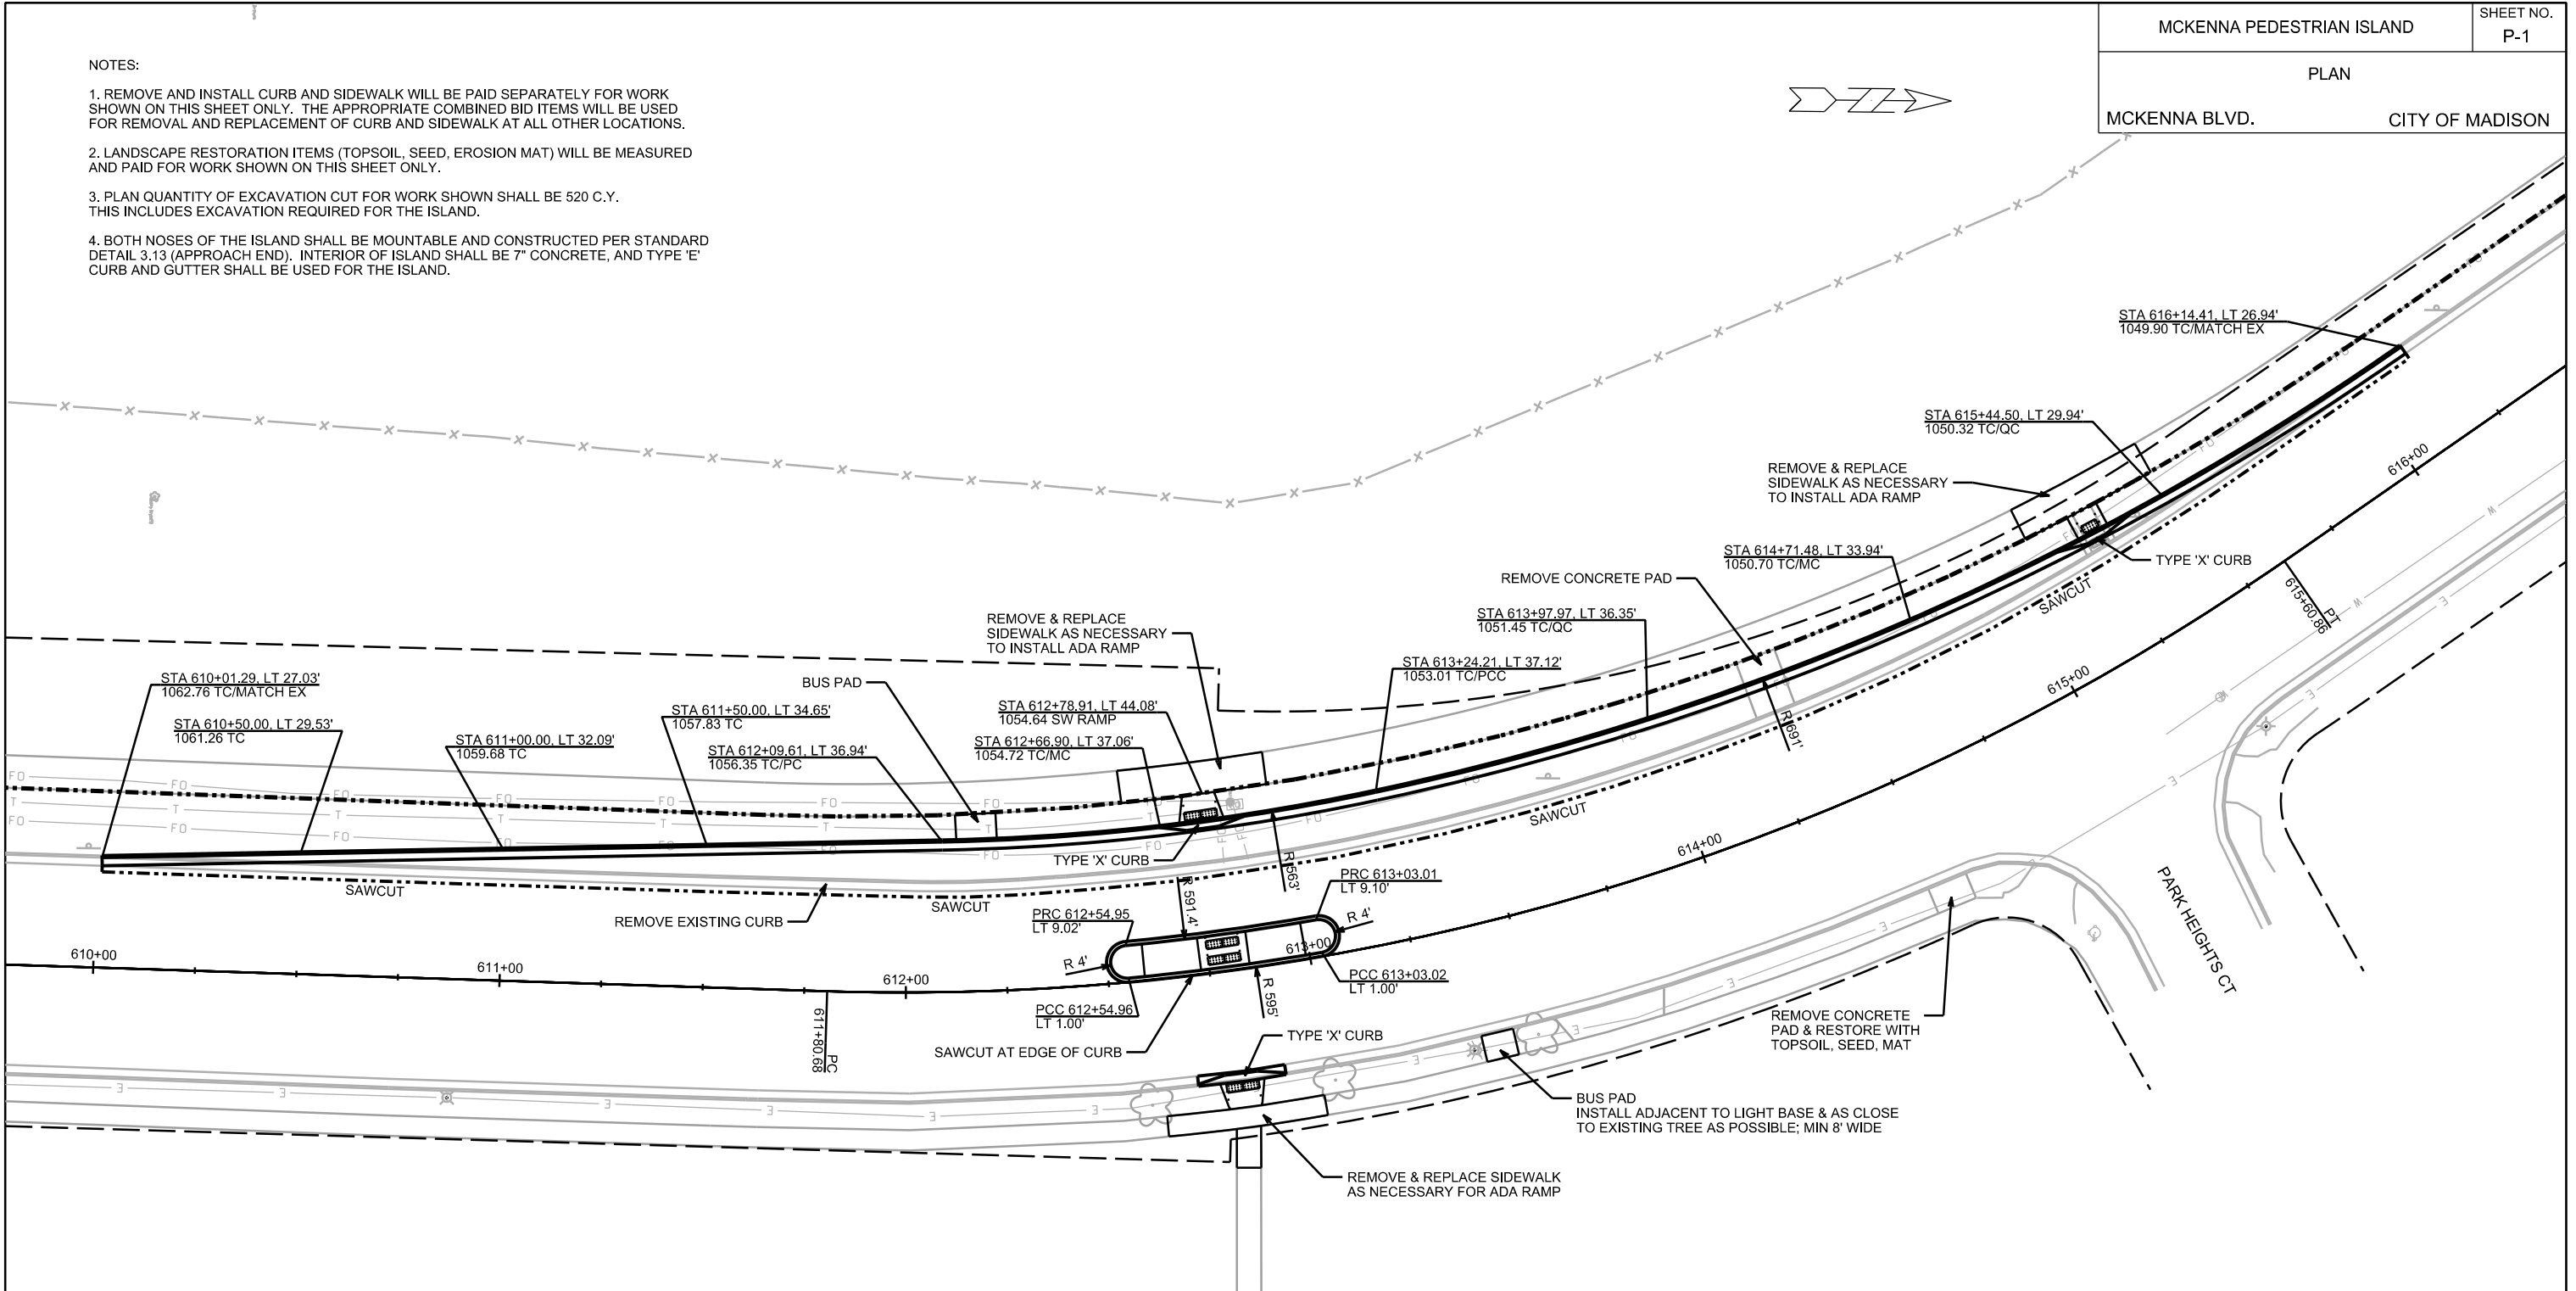 MCKENNA PEDESTRIAN ISLAND
SHEET NO.
P-1
PLAN
MCKENNA BLVD.
CITY OF MADISON
NOTES:
1. REMOVE AND INSTALL CURB AND SIDEWALK WILL BE PAID SEPARATELY FOR WORK
SHOWN ON THIS SHEET ONLY. THE APPROPRIATE COMBINED BID ITEMS WILL BE USED
FOR REMOVAL AND REPLACEMENT OF CURB AND SIDEWALK AT ALL OTHER LOCATIONS.
2. LANDSCAPE RESTORATION ITEMS (TOPSOIL, SEED, EROSION MAT) WILL BE MEASURED
AND PAID FOR WORK SHOWN ON THIS SHEET ONLY.
3. PLAN QUANTITY OF EXCAVATION CUT FOR WORK SHOWN SHALL BE 520 C.Y.
THIS INCLUDES EXCAVATION REQUIRED FOR THE ISLAND.
4. BOTH NOSES OF THE ISLAND SHALL BE MOUNTABLE AND CONSTRUCTED PER STANDARD
DETAIL 3.13 (APPROACH END). INTERIOR OF ISLAND SHALL BE 7" CONCRETE, AND TYPE 'E'
CURB AND GUTTER SHALL BE USED FOR THE ISLAND.
STA 616+14.41, LT 26.94'
1049.90 TC/MATCH EX
STA 615+44.50, LT 29.94'
1050.32 TC/QC
REMOVE & REPLACE
SIDEWALK AS NECESSARY
TO INSTALL ADA RAMP
616+00
STA 614+71.48, LT 33.94'
1050.70 TC/MC
TYPE 'X' CURB
REMOVE CONCRETE PAD
SAWCUT
PT
615+60.86
STA 613+97.97, LT 36.35'
1051.45 TC/QC
REMOVE & REPLACE
SIDEWALK AS NECESSARY
TO INSTALL ADA RAMP
STA 613+24.21, LT 37.12'
1053.01 TC/PCC
615+00
STA 610+01.29, LT 27.03'
1062.76 TC/MATCH EX
BUS PAD
STA 610+50.00, LT 29.53'
1061.26 TC
STA 611+00.00, LT 32.09'
1059.68 TC
STA 611+50.00, LT 34.65'
1057.83 TC
STA 612+09.61, LT 36.94'
1056.35 TC/PC
STA 612+78.91, LT 44.08'
1054.64 SW RAMP
STA 612+66.90, LT 37.06'
1054.72 TC/MC
R 691'
SAWCUT
614+00
TYPE 'X' CURB
R 563'
SAWCUT
REMOVE EXISTING CURB
SAWCUT
R 591.4'
PRC 613+03.01
LT 9.10'
PRC 612+54.95
LT 9.02'
R 4'
R 4'
613+00
PARK HEIGHTS CT
610+00
611+00
612+00
PCC 613+03.02
LT 1.00'
R 595'
PCC 612+54.96
LT 1.00'
PC
611+80.68
SAWCUT AT EDGE OF CURB
TYPE 'X' CURB
REMOVE CONCRETE
PAD & RESTORE WITH
TOPSOIL, SEED, MAT
BUS PAD
INSTALL ADJACENT TO LIGHT BASE & AS CLOSE
TO EXISTING TREE AS POSSIBLE; MIN 8' WIDE
REMOVE & REPLACE SIDEWALK
AS NECESSARY FOR ADA RAMP